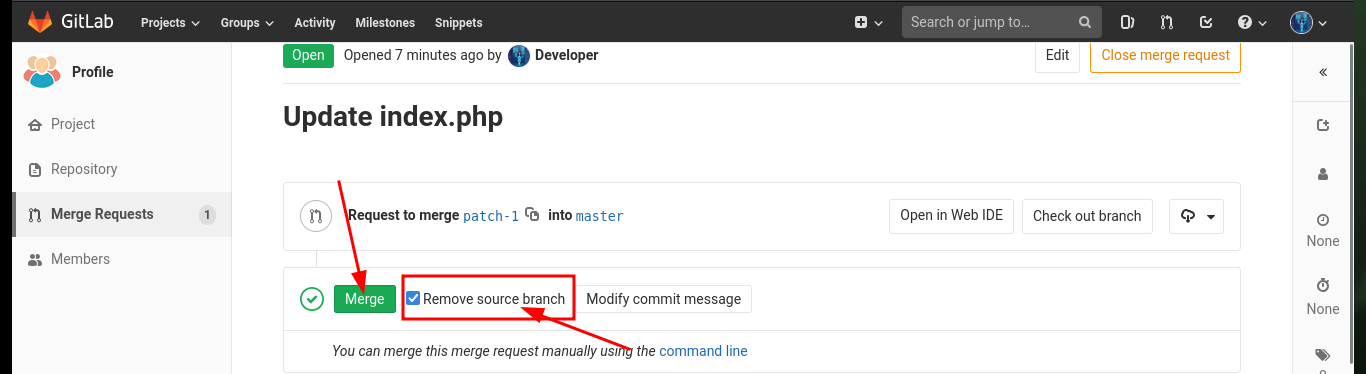 GitLab Projects Groups Activity Milestones Snippets Search or jump to…
Profile
Project
Repository
Merge Requests 1
Members
Open Opened 7 minutes ago by Developer Edit Close merge request
Update index.php
Request to merge patch-1 into master Open in Web IDE Check out branch
Merge Remove source branch Modify commit message
You can merge this merge request manually using the command line
None
None